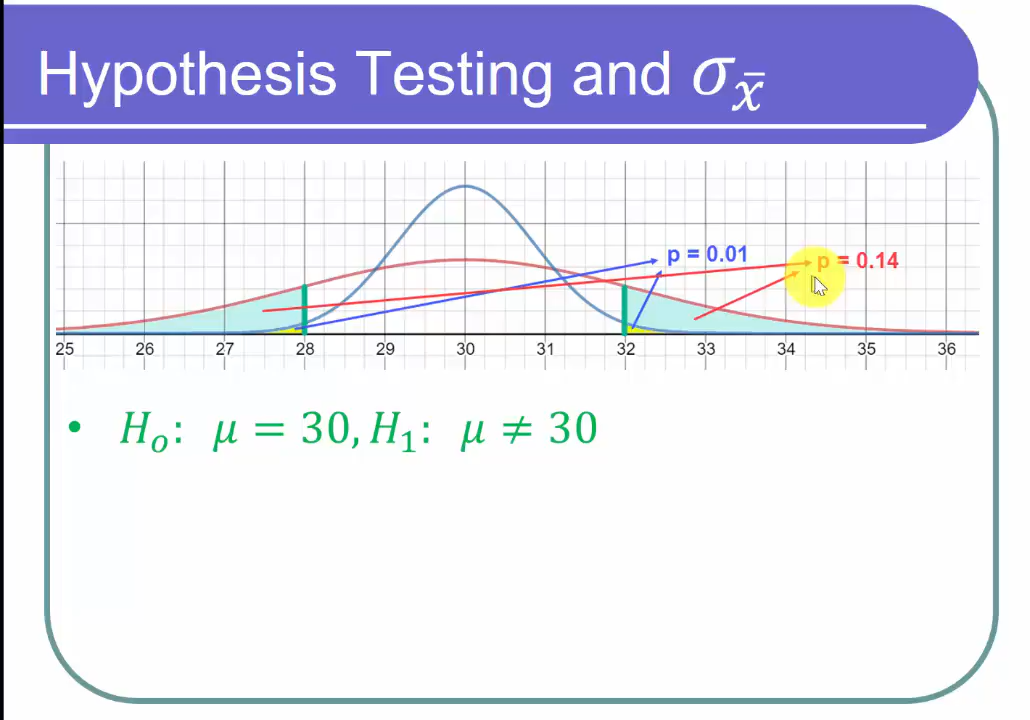 Hypothesis Testing and σ_x̄
p = 0.01
p = 0.14
25 26 27 28 29 30 31 32 33 34 35 36
• H_o: μ = 30, H_1: μ ≠ 30